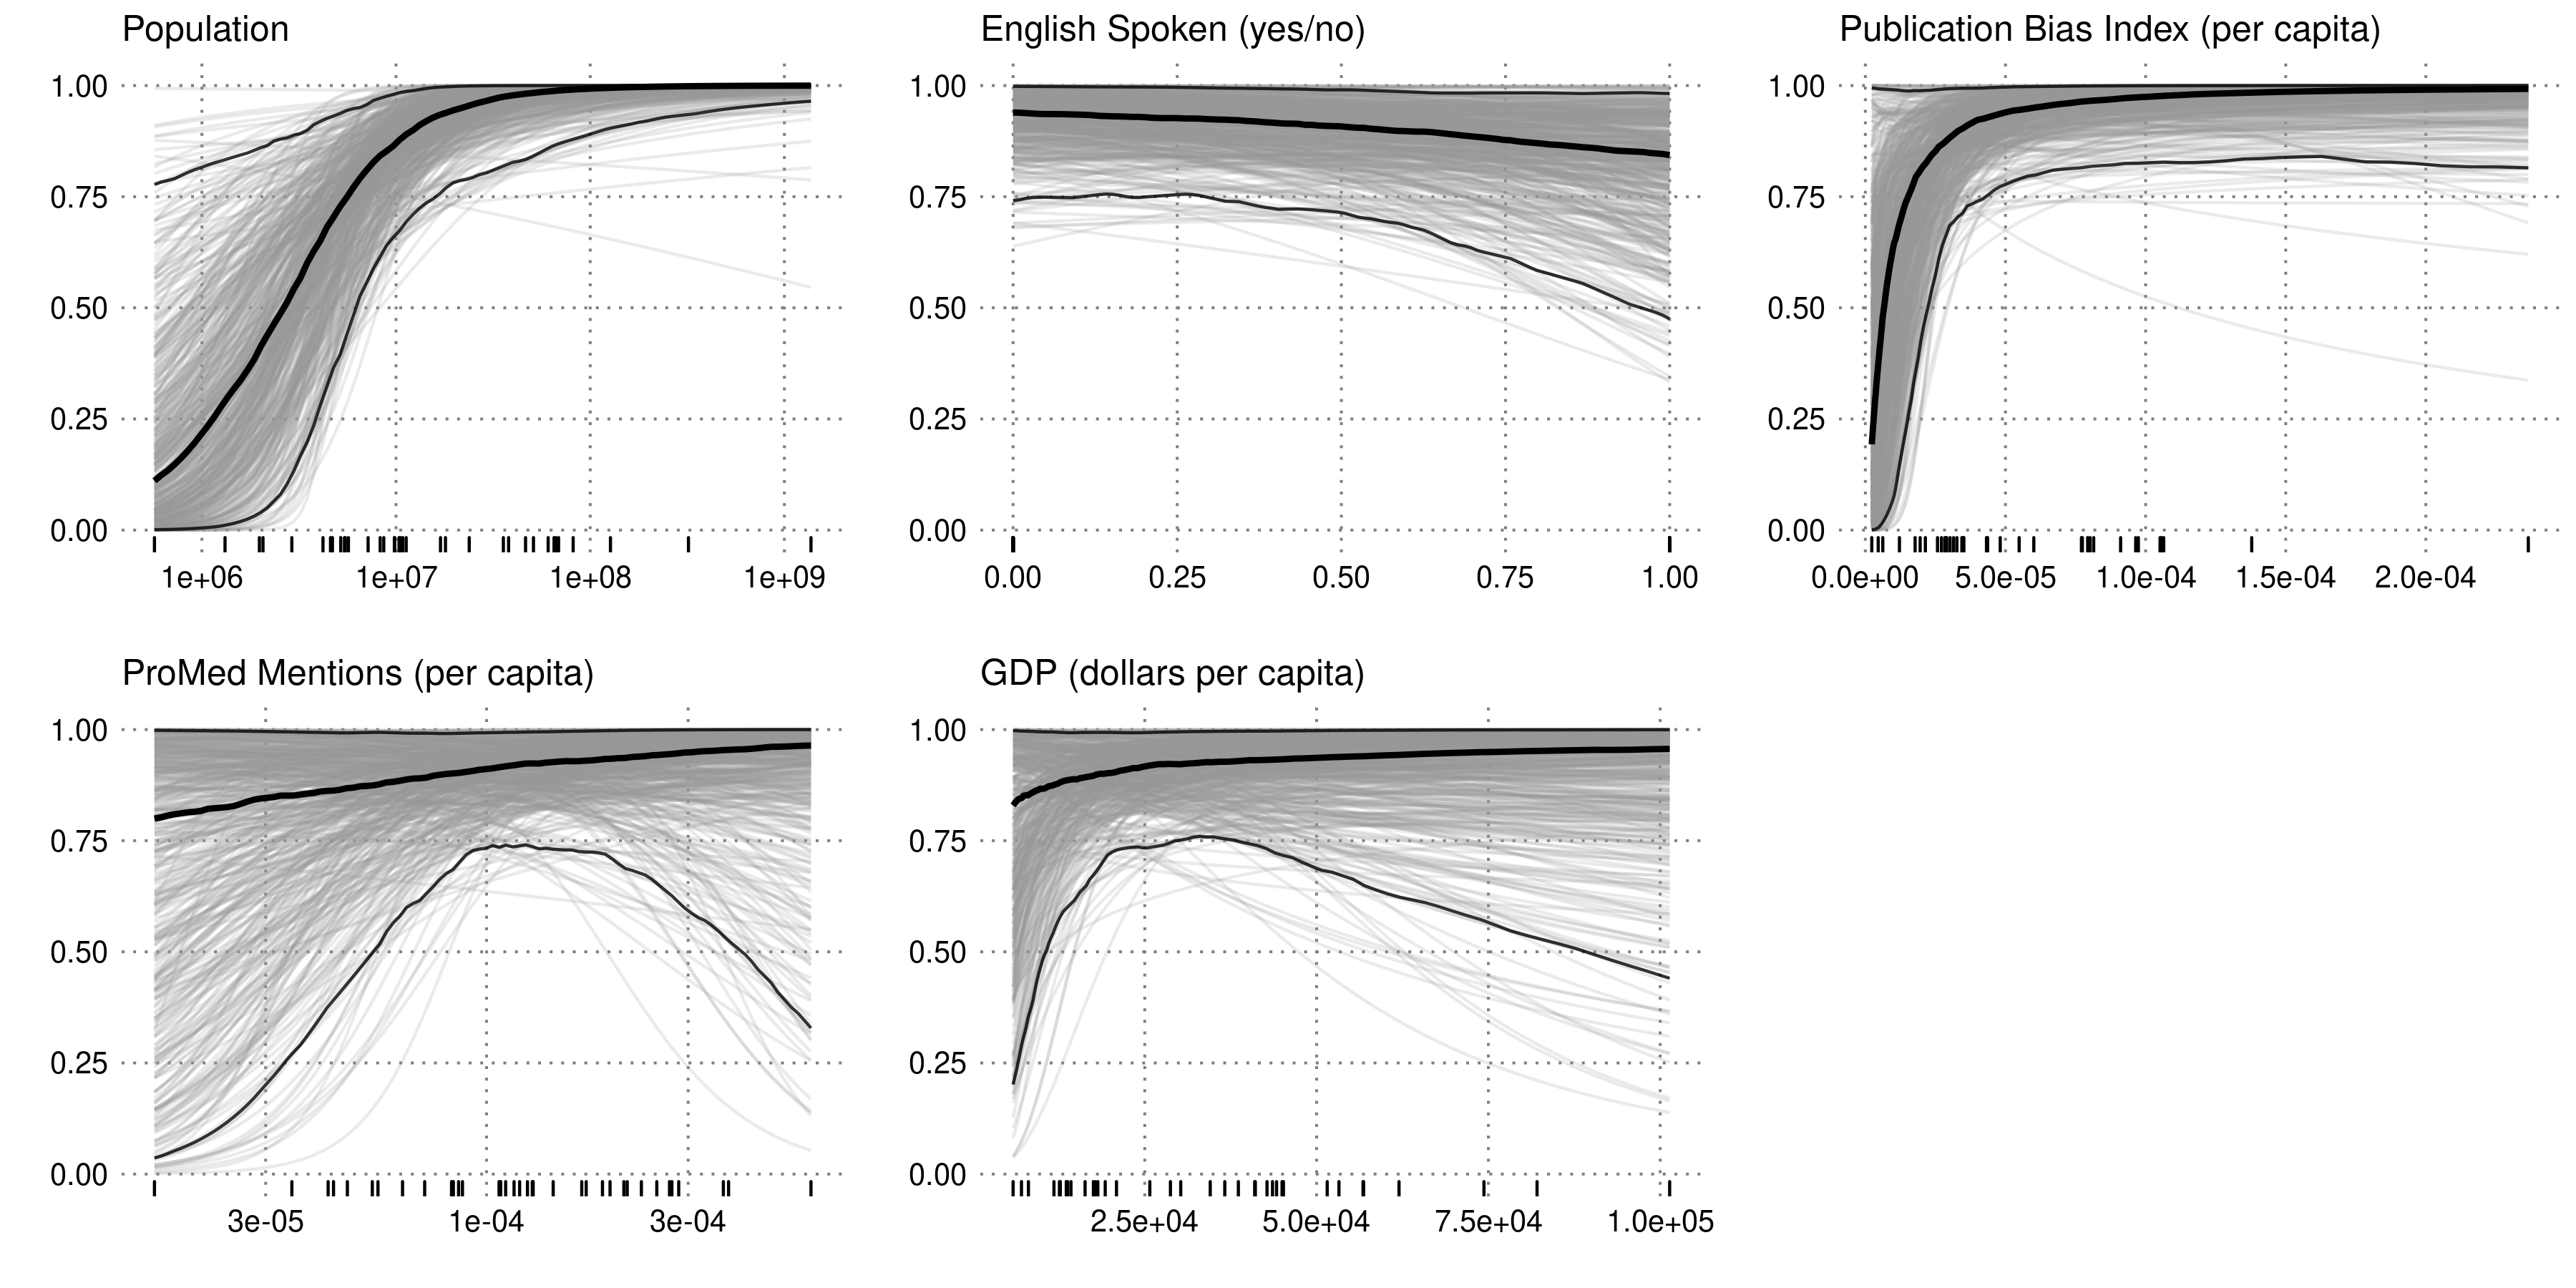 Population
1.00
0.75
0.50
0.25
0.00
1e+06 1e+07 1e+08 1e+09
English Spoken (yes/no)
1.00
0.75
0.50
0.25
0.00
0.00 0.25 0.50 0.75 1.00
Publication Bias Index (per capita)
1.00
0.75
0.50
0.25
0.00
0.0e+00 5.0e-05 1.0e-04 1.5e-04 2.0e-04
ProMed Mentions (per capita)
1.00
0.75
0.50
0.25
0.00
3e-05 1e-04 3e-04
GDP (dollars per capita)
1.00
0.75
0.50
0.25
0.00
2.5e+04 5.0e+04 7.5e+04 1.0e+05